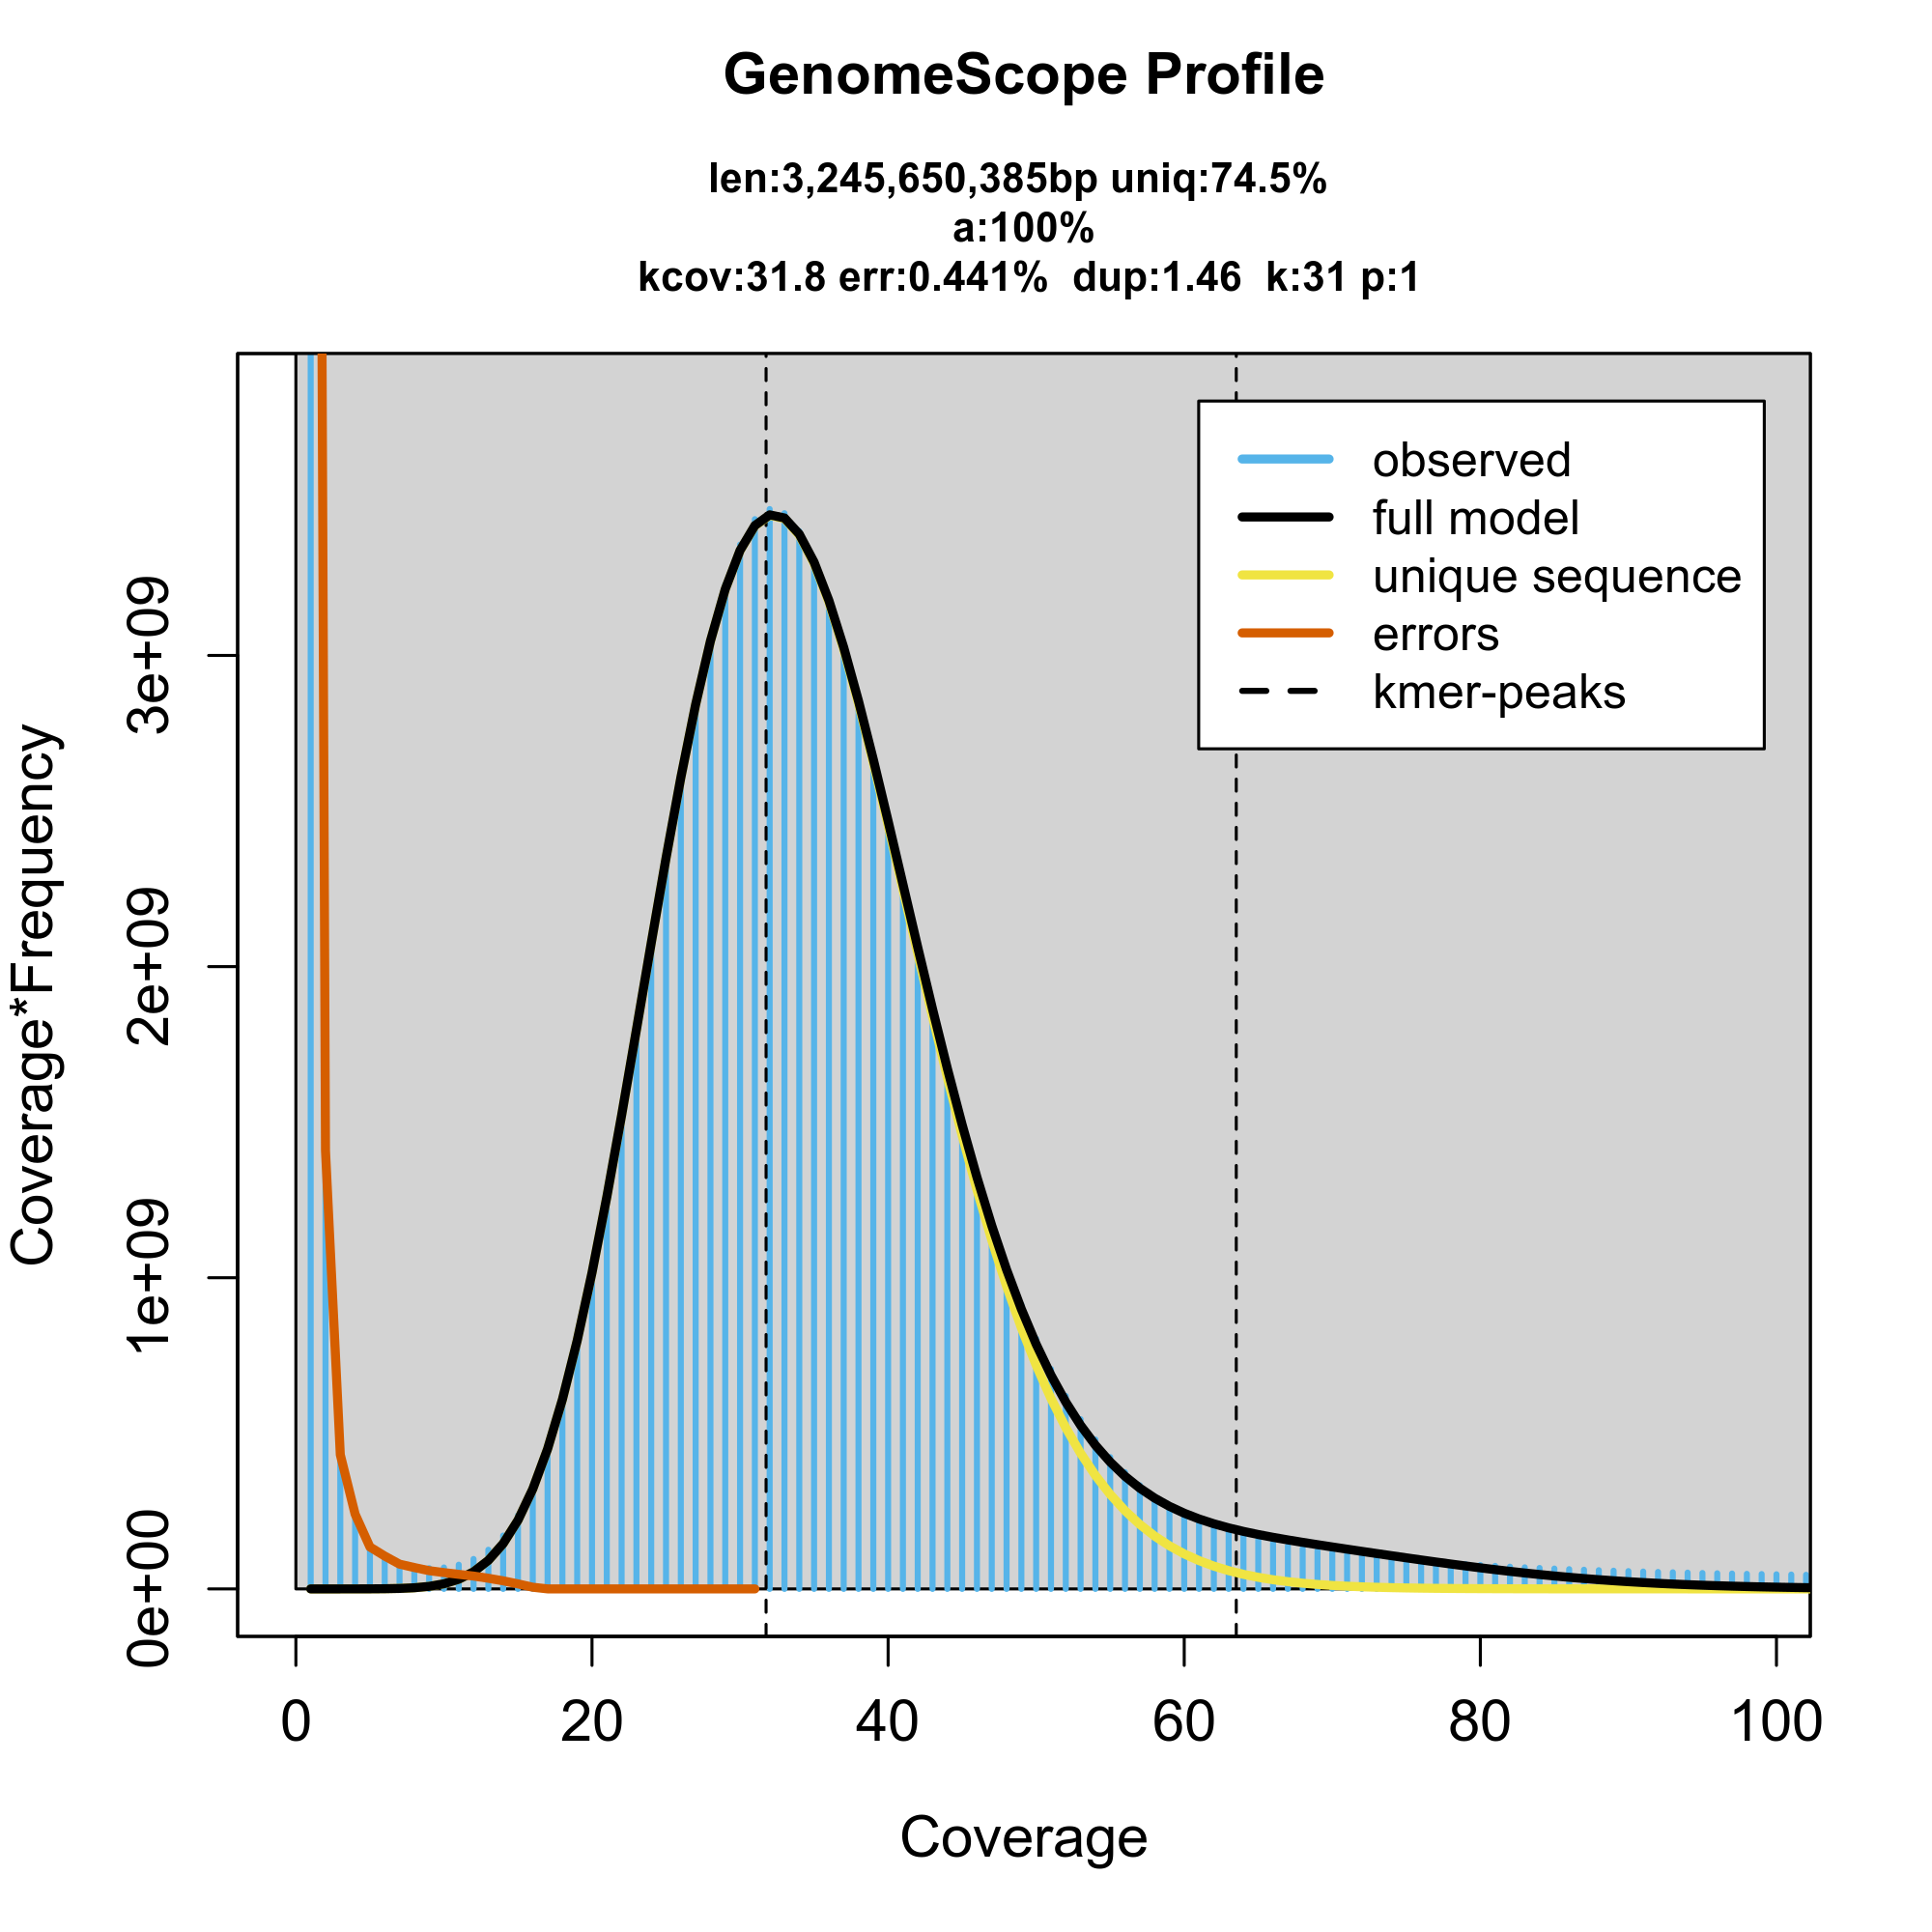 GenomeScope Profile
len:3,245,650,385bp uniq:74.5%
a:100%
kcov:31.8 err:0.441%  dup:1.46  k:31 p:1
observed
full model
unique sequence
errors
kmer-peaks
Coverage*Frequency
3e+09
2e+09
1e+09
0e+00
0 20 40 60 80 100
Coverage